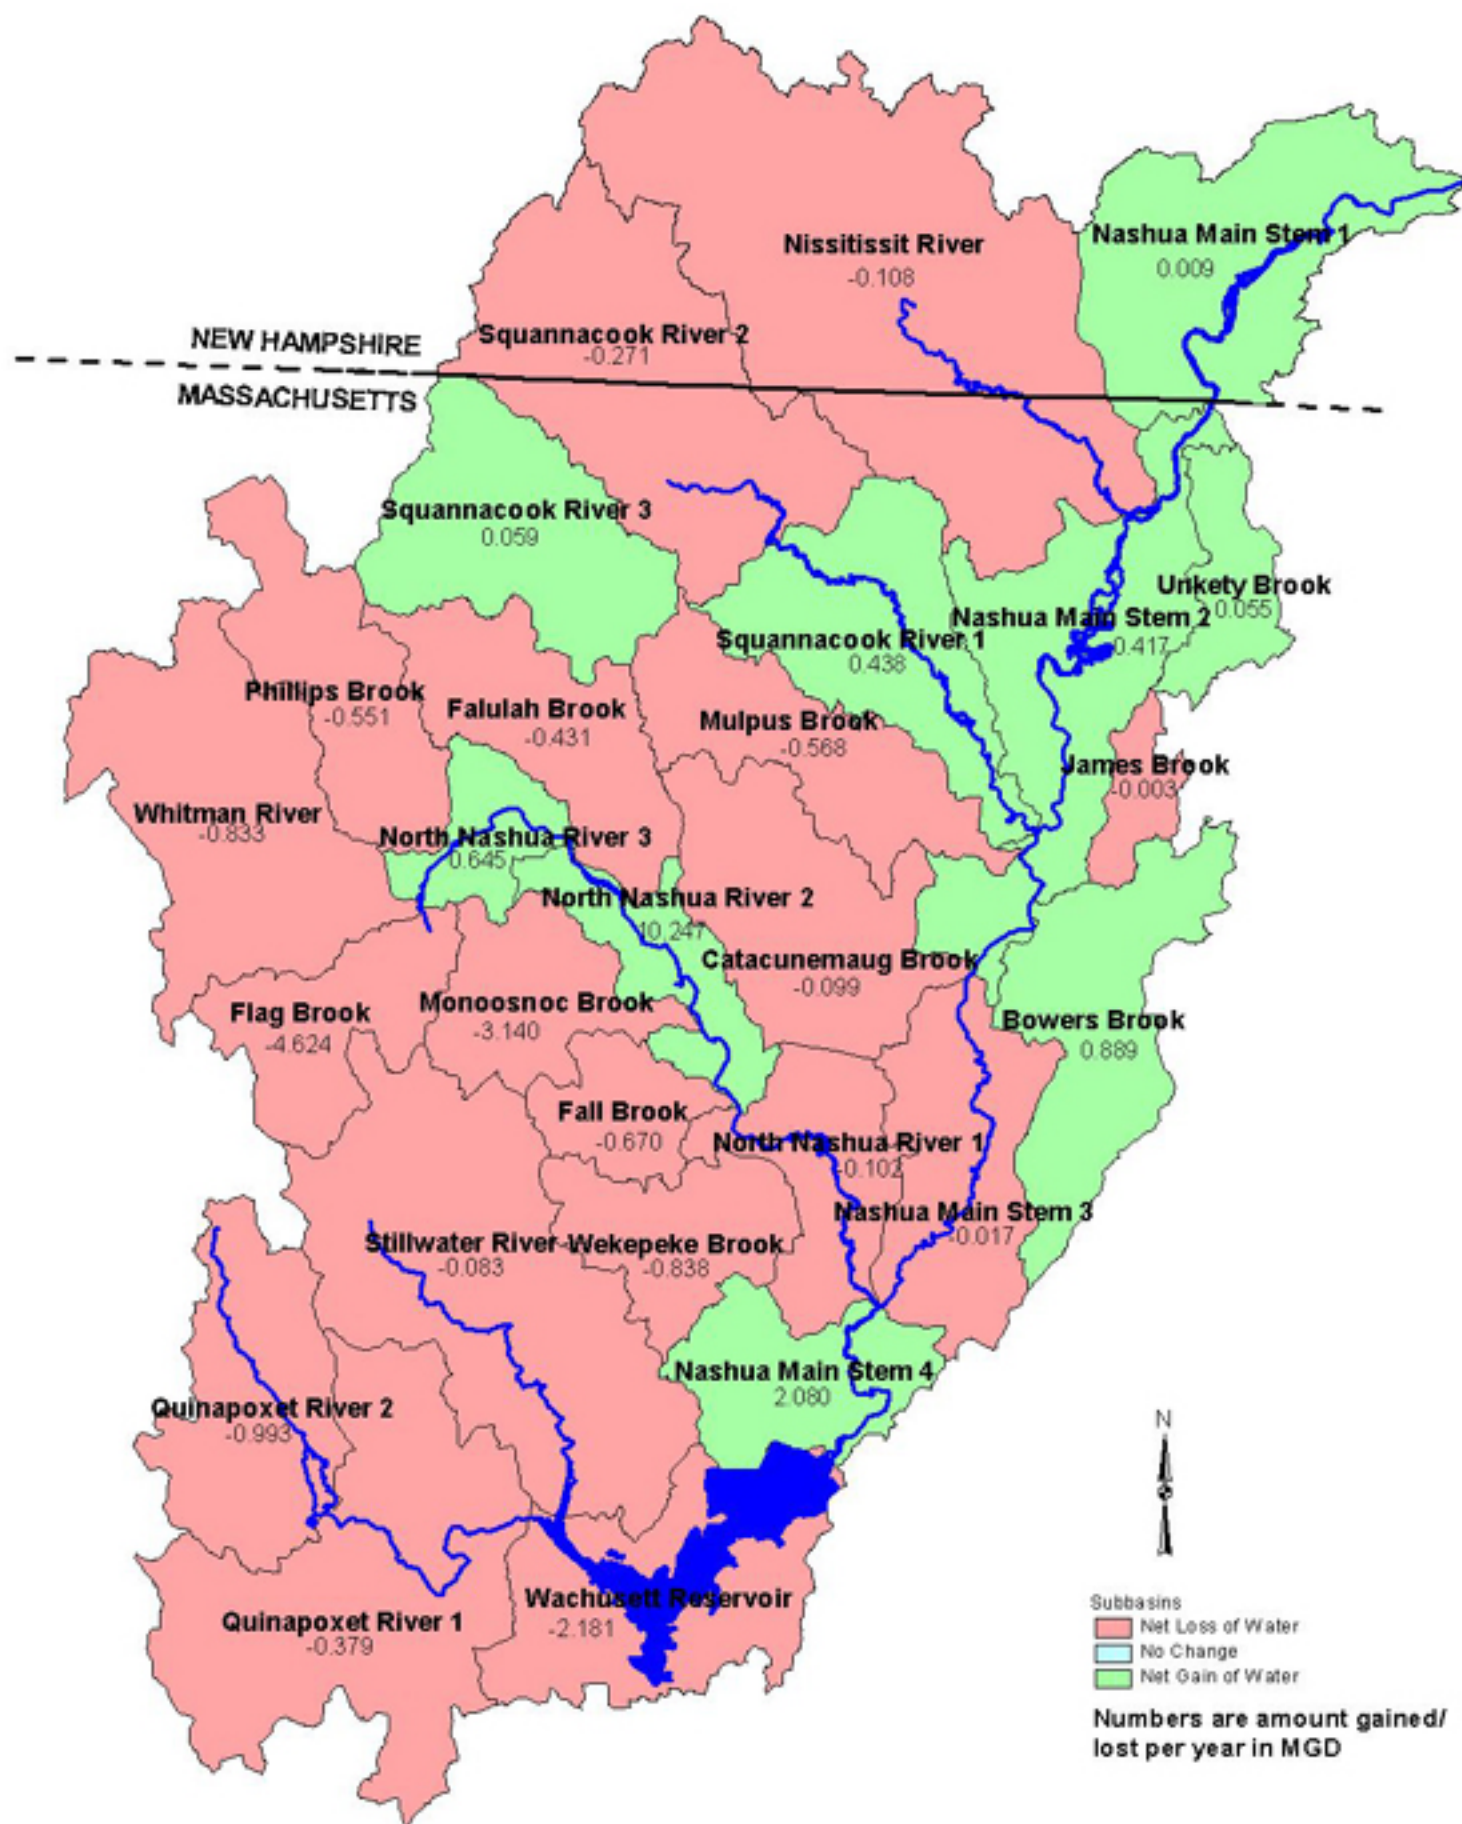 Nashua Main Stem 1
0.009
Nissitissit River
-0.108
Squannacook River 2
-0.271
NEW HAMPSHIRE
MASSACHUSETTS
Squannacook River 3
0.059
Unkety Brook
0.055
Nashua Main Stem 2
0.417
Squannacook River 1
0.438
Phillips Brook
-0.551
Falulah Brook
-0.431
Mulpus Brook
-0.568
James Brook
-0.003
Whitman River
-0.833
North Nashua River 3
0.645
North Nashua River 2
10.247
Catacunemaug Brook
-0.099
Flag Brook
-4.624
Monoosnoc Brook
-3.140
Bowers Brook
0.889
Fall Brook
-0.670
North Nashua River 1
-0.102
Nashua Main Stem 3
-0.017
Stillwater River
-0.083
Wekepeke Brook
-0.838
Nashua Main Stem 4
2.080
Quinapoxet River 2
-0.993
N
Wachusett Reservoir
-2.181
Quinapoxet River 1
-0.379
Subbasins
Net Loss of Water
No Change
Net Gain of Water
Numbers are amount gained/
lost per year in MGD